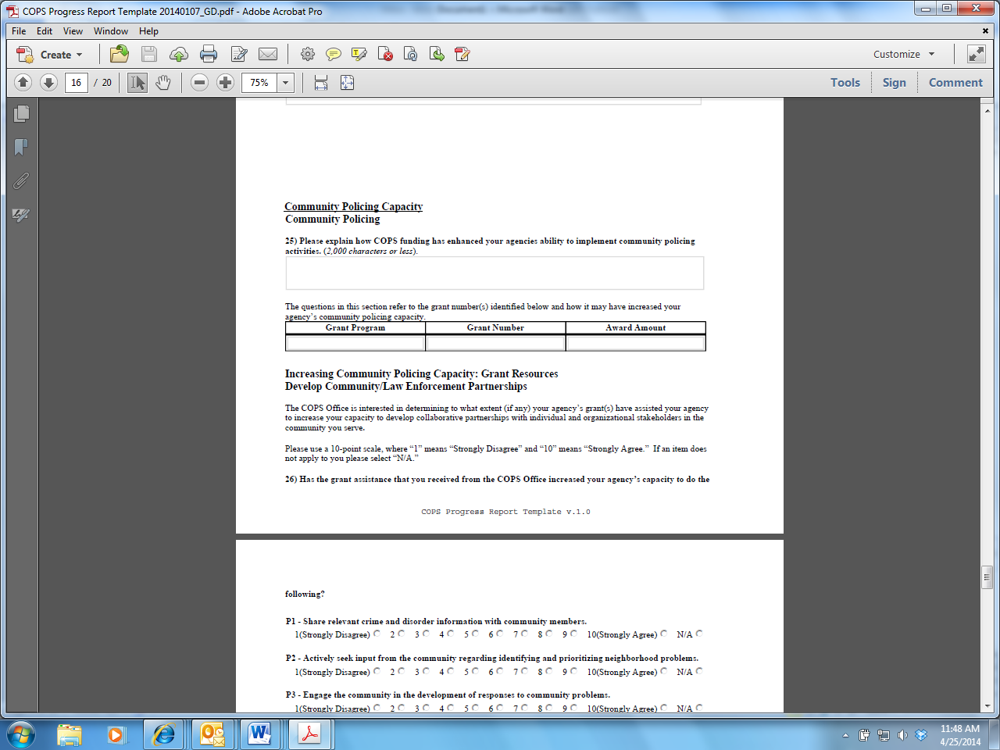 COPS Progress Report Template 20140107_GD.pdf - Adobe Acrobat Pro
File Edit View Window Help
Create
Customize
16 / 20
75%
Tools Sign Comment
Community Policing Capacity
Community Policing
25) Please explain how COPS funding has enhanced your agencies ability to implement community policing
activities. (2,000 characters or less).
The questions in this section refer to the grant number(s) identified below and how it may have increased your
agency's community policing capacity.
Grant Program Grant Number Award Amount
Increasing Community Policing Capacity: Grant Resources
Develop Community/Law Enforcement Partnerships
The COPS Office is interested in determining to what extent (if any) your agency's grant(s) have assisted your agency
to increase your capacity to develop collaborative partnerships with individual and organizational stakeholders in the
community you serve.
Please use a 10-point scale, where “1” means “Strongly Disagree” and “10” means “Strongly Agree.” If an item does
not apply to you please select “N/A.”
26) Has the grant assistance that you received from the COPS Office increased your agency's capacity to do the
COPS Progress Report Template v.1.0
following?
P1 - Share relevant crime and disorder information with community members.
1(Strongly Disagree) 2 3 4 5 6 7 8 9 10(Strongly Agree) N/A
P2 - Actively seek input from the community regarding identifying and prioritizing neighborhood problems.
1(Strongly Disagree) 2 3 4 5 6 7 8 9 10(Strongly Agree) N/A
P3 - Engage the community in the development of responses to community problems.
1(Strongly Disagree) 2 3 4 5 6 7 8 9 10(Strongly Agree) N/A
11:48 AM
4/25/2014